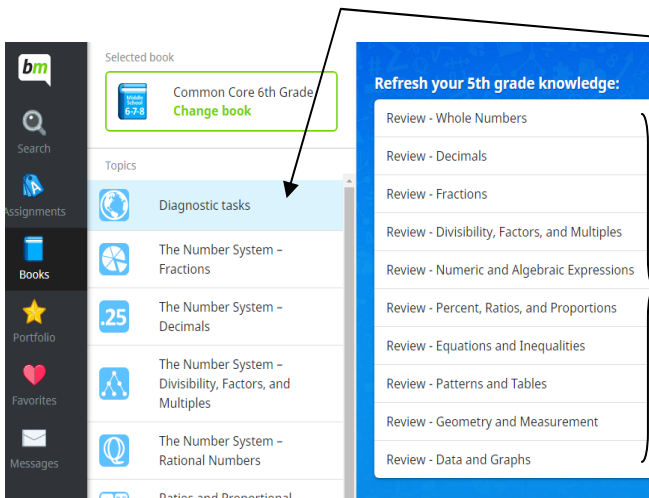 bm
Search
Assignments
Books
Portfolio
Favorites
Messages
Selected book
Middle
School
6-7-8
Common Core 6th Grade
Change book
Topics
Diagnostic tasks
The Number System –
Fractions
.25
The Number System –
Decimals
The Number System –
Divisibility, Factors, and
Multiples
Q
The Number System –
Rational Numbers
Ratios and Proportional
Refresh your 5th grade knowledge:
Review - Whole Numbers
Review - Decimals
Review - Fractions
Review - Divisibility, Factors, and Multiples
Review - Numeric and Algebraic Expressions
Review - Percent, Ratios, and Proportions
Review - Equations and Inequalities
Review - Patterns and Tables
Review - Geometry and Measurement
Review - Data and Graphs